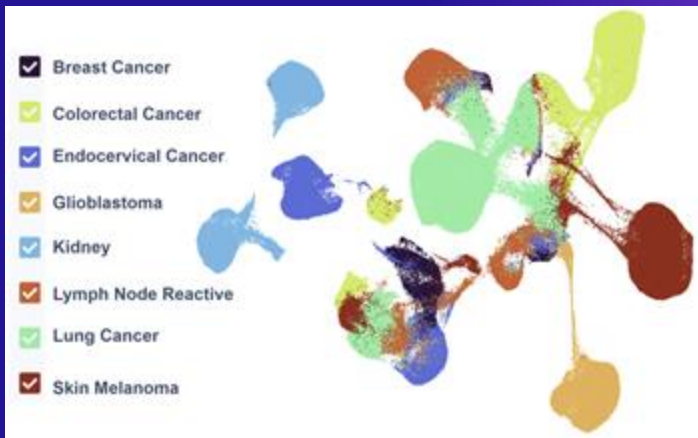 Breast Cancer
Colorectal Cancer
Endocervical Cancer
Glioblastoma
Kidney
Lymph Node Reactive
Lung Cancer
Skin Melanoma